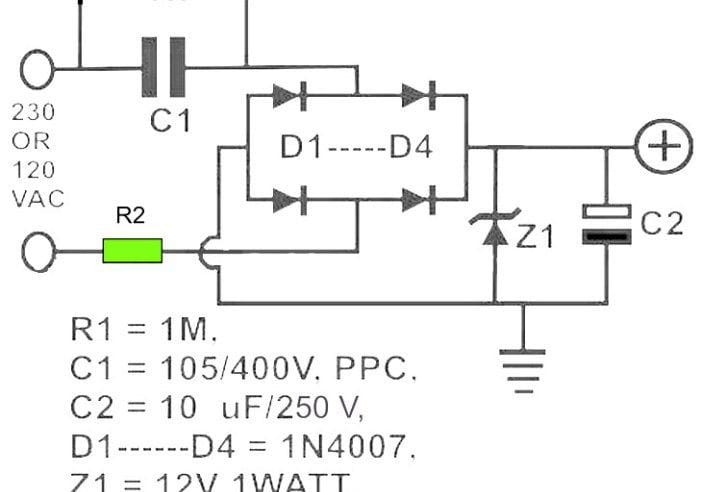 C1
230
OR
120
VAC
D1-----D4
R2
Z1
C2
R1 = 1M.
C1 = 105/400V. PPC.
C2 = 10 uF/250 V,
D1------D4 = 1N4007.
Z1 = 12V 1WATT.